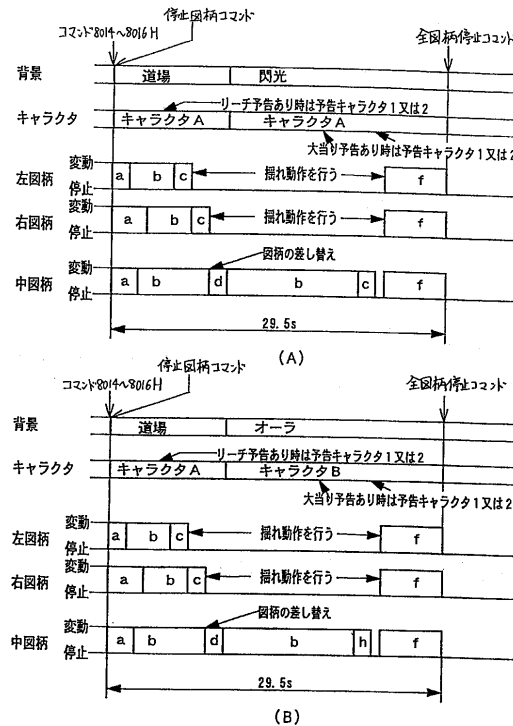 停止図柄コマンド
コマンド8014~8016H
全図柄停止コマンド
背景 道場 閃光
リーチ予告あり時は予告キャラクタ1又は2
キャラクタ キャラクタA キャラクタA
大当り予告あり時は予告キャラクタ1又は2
変動
左図柄 a b c 揺れ動作を行う f
停止
変動
右図柄 a b c 揺れ動作を行う f
停止
図柄の差し替え
変動
中図柄 a b d b c f
停止
29.5s
(A)
停止図柄コマンド
コマンド8014~8016H
全図柄停止コマンド
背景 道場 オーラ
リーチ予告あり時は予告キャラクタ1又は2
キャラクタ キャラクタA キャラクタB
大当り予告あり時は予告キャラクタ1又は2
変動
左図柄 a b c 揺れ動作を行う f
停止
変動
右図柄 a b c 揺れ動作を行う f
停止
図柄の差し替え
変動
中図柄 a b d b h f
停止
29.5s
(B)